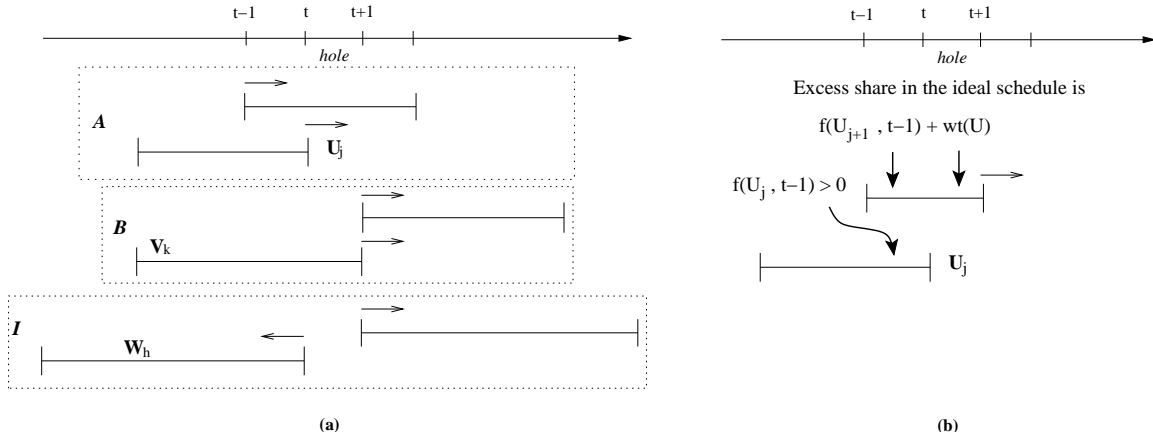 t−1 t t+1
hole
A
U_j
B
V_k
I
W_h
(a)
t−1 t t+1
hole
Excess share in the ideal schedule is
f(U_{j+1} , t−1) + wt(U)
f(U_j , t−1) > 0
U_j
(b)